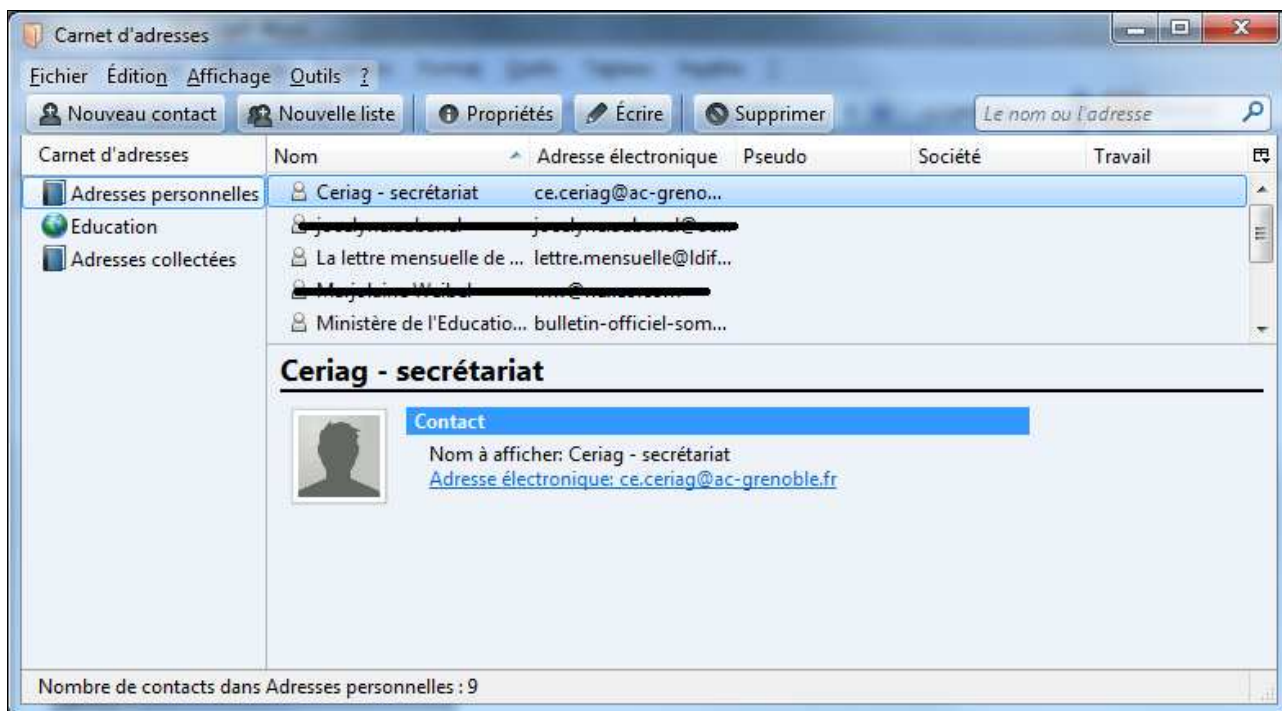 Carnet d'adresses
Fichier Édition Affichage Outils ?
Nouveau contact Nouvelle liste Propriétés Écrire Supprimer Le nom ou l'adresse
Carnet d'adresses Nom Adresse électronique Pseudo Société Travail
Adresses personnelles Ceriag - secrétariat ce.ceriag@ac-greno...
Education
Adresses collectées La lettre mensuelle de ... lettre.mensuelle@ldif...
Ministère de l'Educatio... bulletin-officiel-som...
Ceriag - secrétariat
Contact
Nom à afficher: Ceriag - secrétariat
Adresse électronique: ce.ceriag@ac-grenoble.fr
Nombre de contacts dans Adresses personnelles : 9